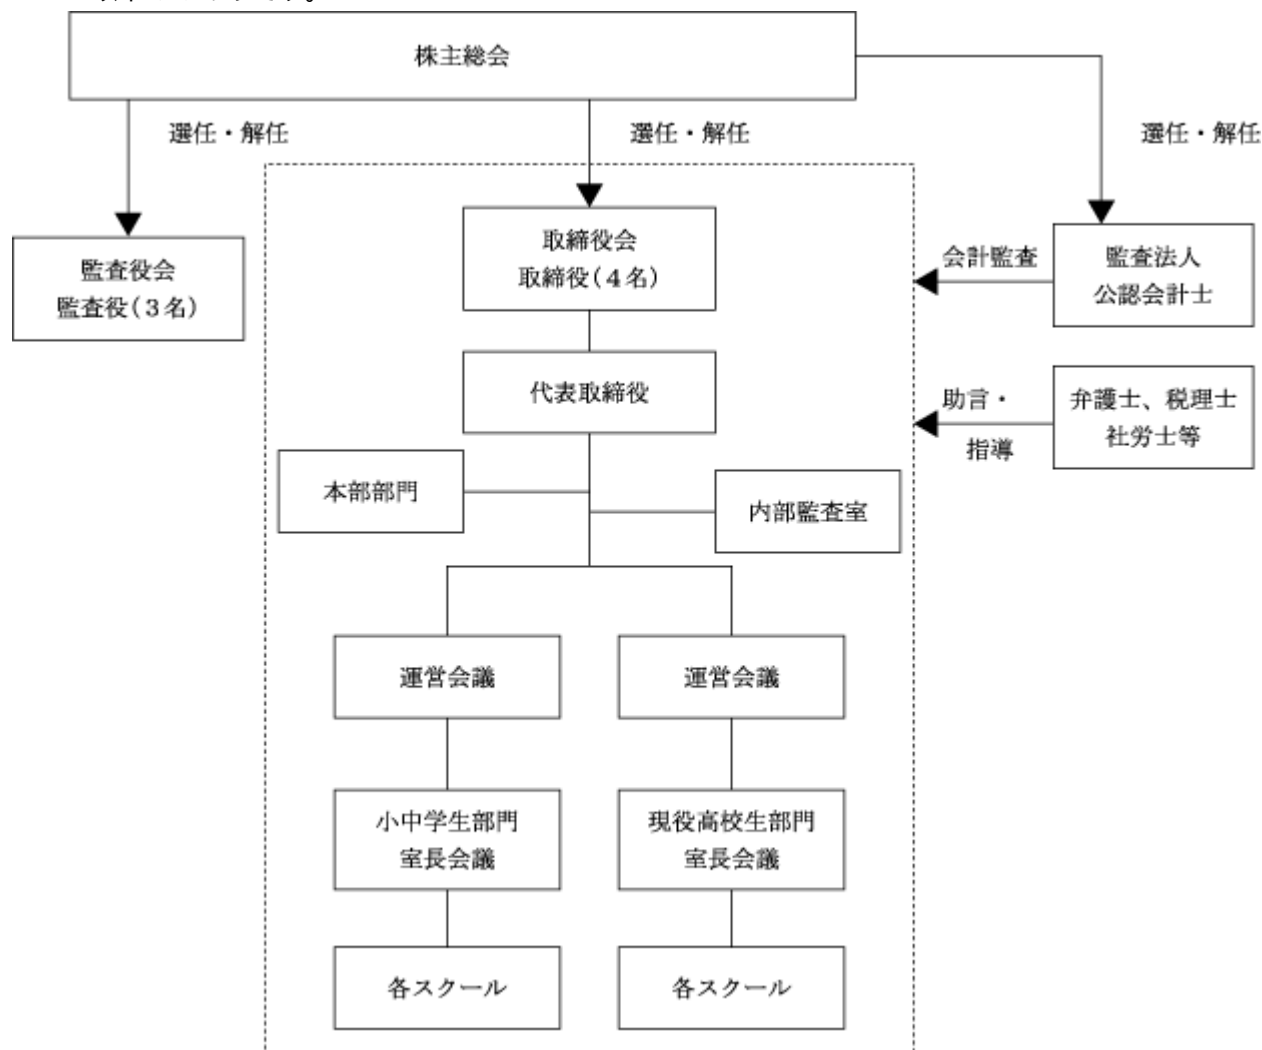 株主総会
選任・解任
選任・解任
選任・解任
取締役会
取締役(4名)
監査役会
監査役(3名)
会計監査
監査法人
公認会計士
代表取締役
助言・
指導
弁護士、税理士
社労士等
本部部門
内部監査室
運営会議
運営会議
小中学生部門
室長会議
現役高校生部門
室長会議
各スクール
各スクール